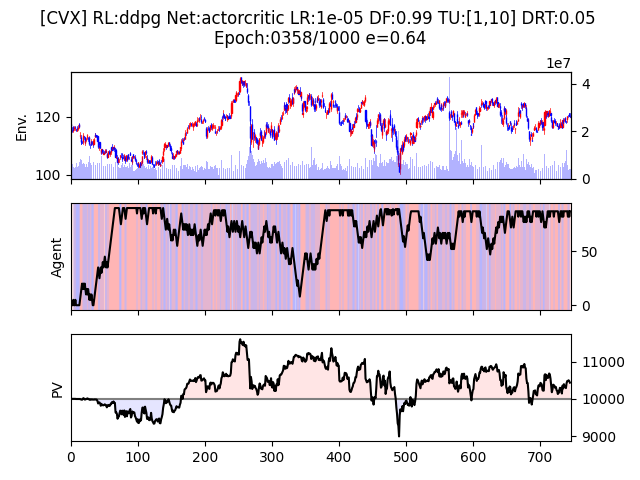 [CVX] RL:ddpg Net:actorcritic LR:1e-05 DF:0.99 TU:[1,10] DRT:0.05
Epoch:0358/1000 e=0.64
1e7
Env.
120
100
4
2
0
Agent
50
0
PV
11000
10000
9000
0 100 200 300 400 500 600 700